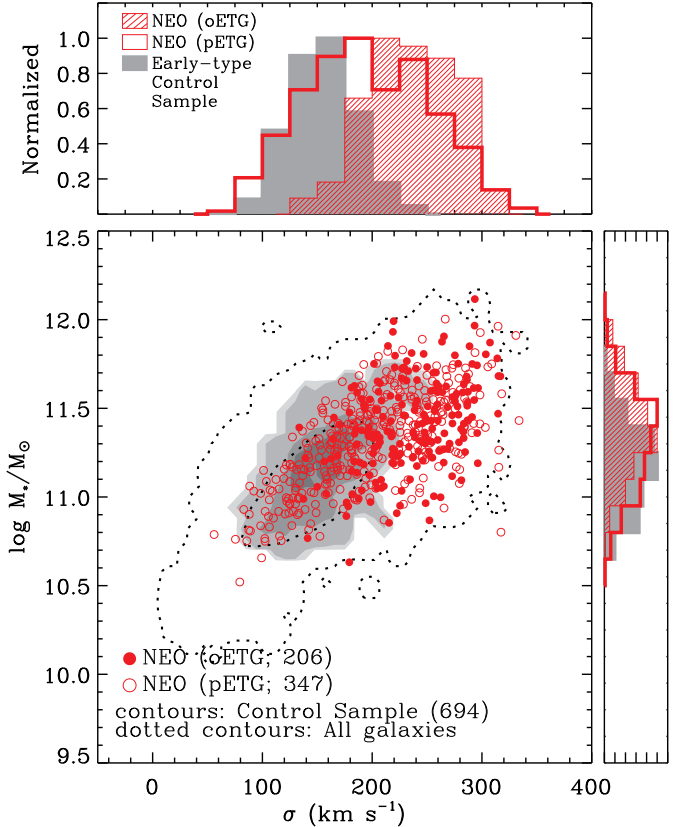 NEO (oETG)
NEO (pETG)
Early-type
Control
Sample
Normalized
1.0
0.8
0.6
0.4
0.2
12.5
12.0
11.5
11.0
10.5
10.0
9.5
log M⋆/M⊙
NEO (oETG; 206)
NEO (pETG; 347)
contours: Control Sample (694)
dotted contours: All galaxies
0 100 200 300 400
σ (km s⁻¹)